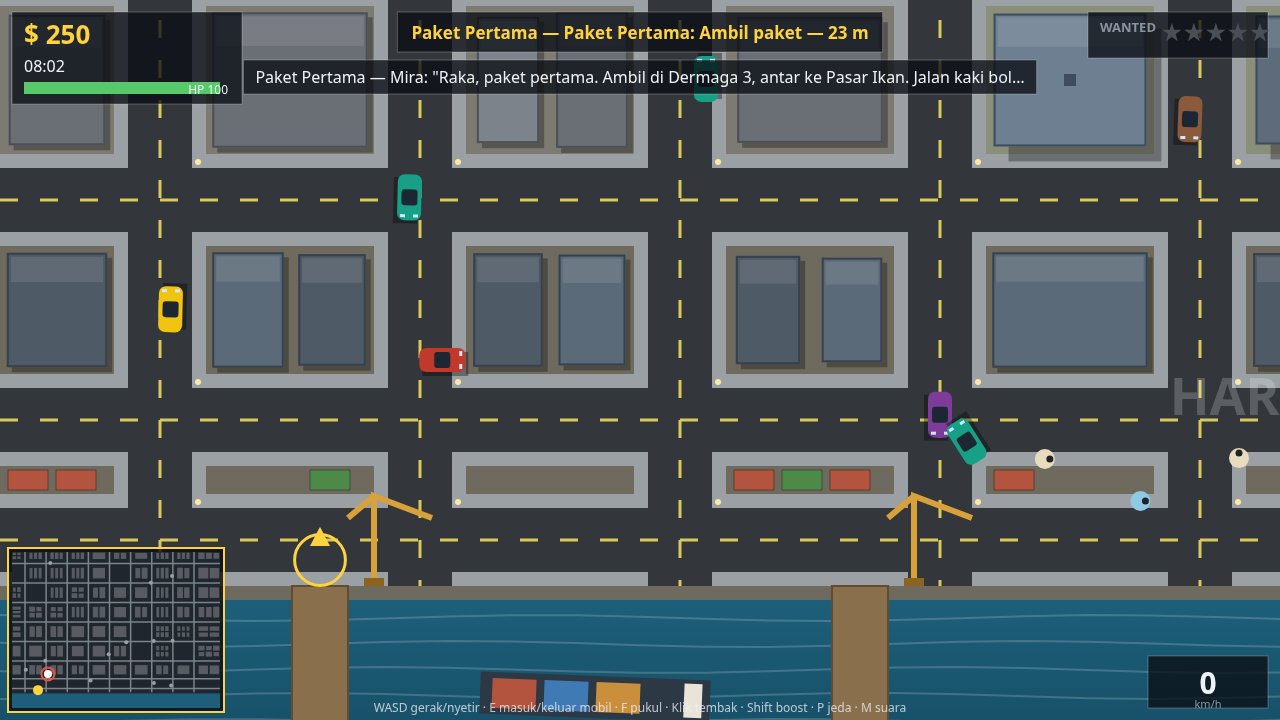 $ 250
Paket Pertama — Paket Pertama: Ambil paket — 23 m
WANTED ★★★★★
08:02
Paket Pertama — Mira: "Raka, paket pertama. Ambil di Dermaga 3, antar ke Pasar Ikan. Jalan kaki bol...
HP 100
HAR
0
km/h
WASD gerak/nyetir · E masuk/keluar mobil · F pukul · Klik tembak · Shift boost · P jeda · M suara